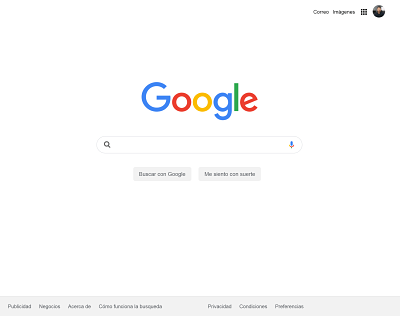 Correo Imágenes
Google
Buscar con Google Me siento con suerte
Publicidad Negocios Acerca de Cómo funciona la busqueda Privacidad Condiciones Preferencias